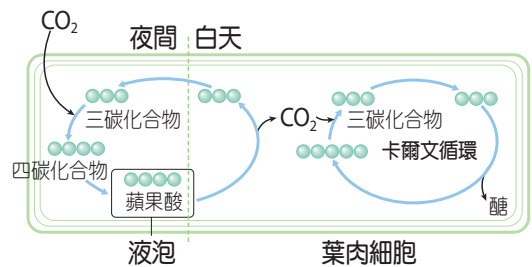 CO₂
夜間 白天
三碳化合物
四碳化合物
蘋果酸
液泡
CO₂
三碳化合物
卡爾文循環
醣
葉肉細胞